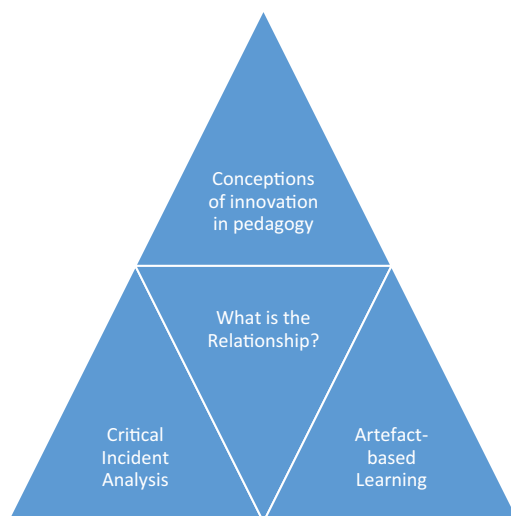 Conceptions
of innovation
in pedagogy
What is the
Relationship?
Critical
Incident
Analysis
Artefact-
based
Learning